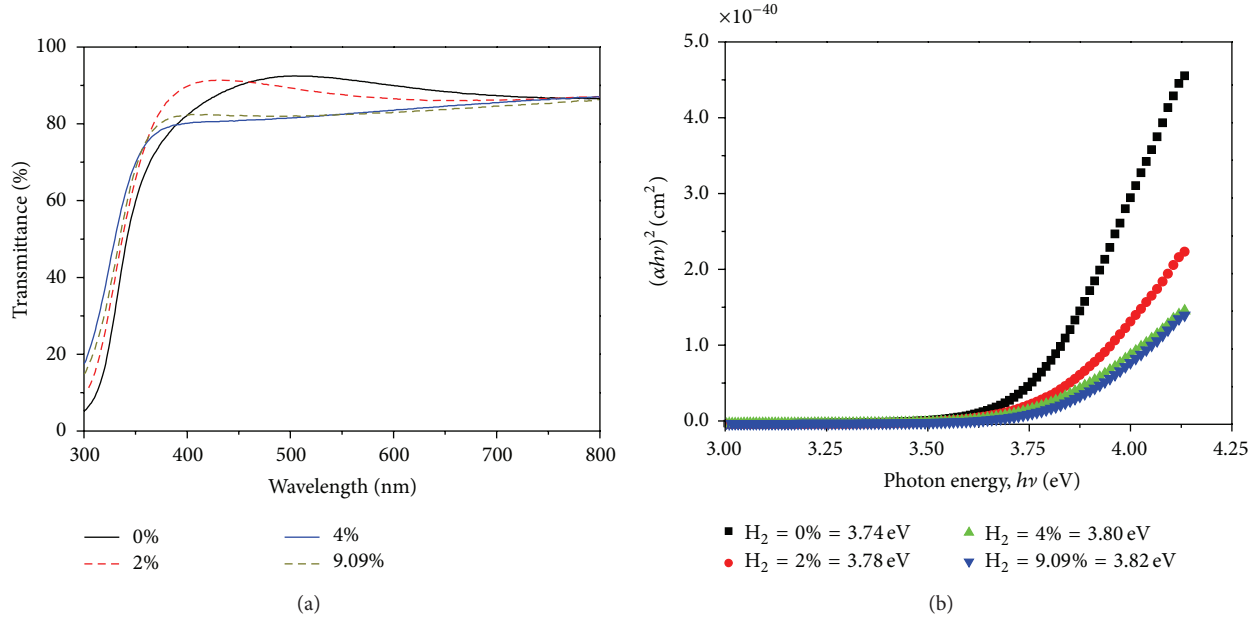 100
80
60
40
20
0
Transmittance (%)
300
400
500
600
700
800
Wavelength (nm)
0%
2%
4%
9.09%
(a)
×10⁻⁴⁰
5.0
4.0
3.0
2.0
1.0
0.0
(αhν)² (cm²)
3.00
3.25
3.50
3.75
4.00
4.25
Photon energy, hν (eV)
H₂ = 0% = 3.74 eV
H₂ = 2% = 3.78 eV
H₂ = 4% = 3.80 eV
H₂ = 9.09% = 3.82 eV
(b)